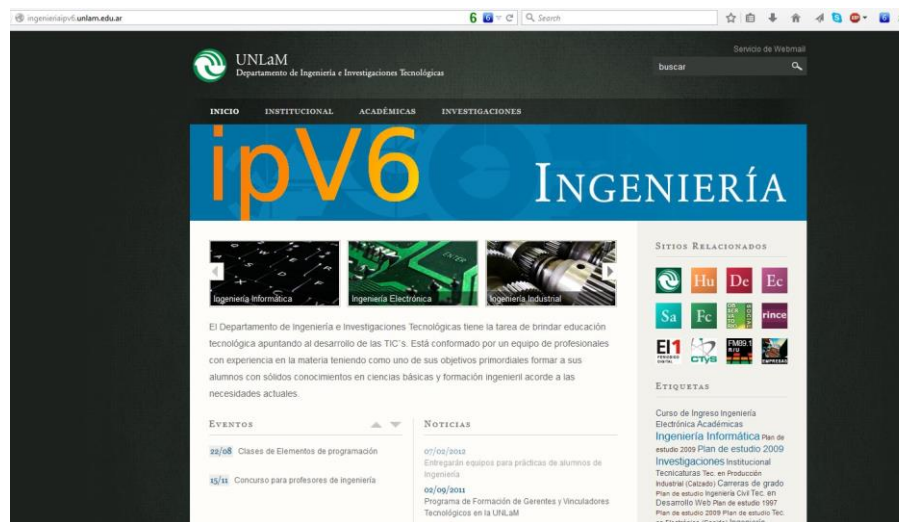 ingenieriaipv6.unlam.edu.ar
6
6
Search
Servicio de Webmail
UNLaM
Departamento de Ingeniería e Investigaciones Tecnológicas
buscar
INICIO INSTITUCIONAL ACADÉMICAS INVESTIGACIONES
ipV6
INGENIERÍA
Ingeniería Informática
Ingeniería Electrónica
Ingeniería Industrial
El Departamento de Ingeniería e Investigaciones Tecnológicas tiene la tarea de brindar educación
tecnológica apuntando al desarrollo de las TIC´s. Está conformado por un equipo de profesionales
con experiencia en la materia teniendo como uno de sus objetivos primordiales formar a sus
alumnos con sólidos conocimientos en ciencias básicas y formación ingenieril acorde a las
necesidades actuales.
EVENTOS
22/08 Clases de Elementos de programación
15/11 Concurso para profesores de ingeniería
NOTICIAS
07/02/2012
Entregarán equipos para prácticas de alumnos de
Ingeniería
02/09/2011
Programa de Formación de Gerentes y Vinculadores
Tecnológicos en la UNLaM
SITIOS RELACIONADOS
Hu De Ec
Sa Fc rince
El1 CTyS FM89.1
ETIQUETAS
Curso de Ingreso Ingeniería
Electrónica Académicas
Ingeniería Informática Plan de
estudio 2009 Plan de estudio 2009
Investigaciones Institucional
Tecnicaturas Tec. en Producción
Industrial (Calzado) Carreras de grado
Plan de estudio Ingeniería Civil Tec. en
Desarrollo Web Plan de estudio 1997
Plan de estudio 2009 Plan de estudio Tec.